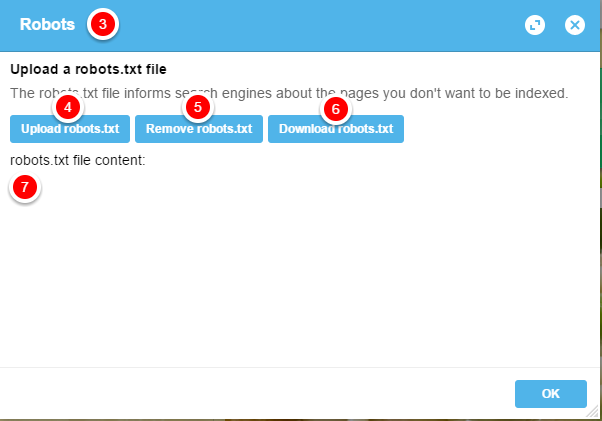 Robots 3
Upload a robots.txt file
The robots.txt file informs search engines about the pages you don't want to be indexed.
4 5 6
Upload robots.txt Remove robots.txt Download robots.txt
robots.txt file content:
7
OK